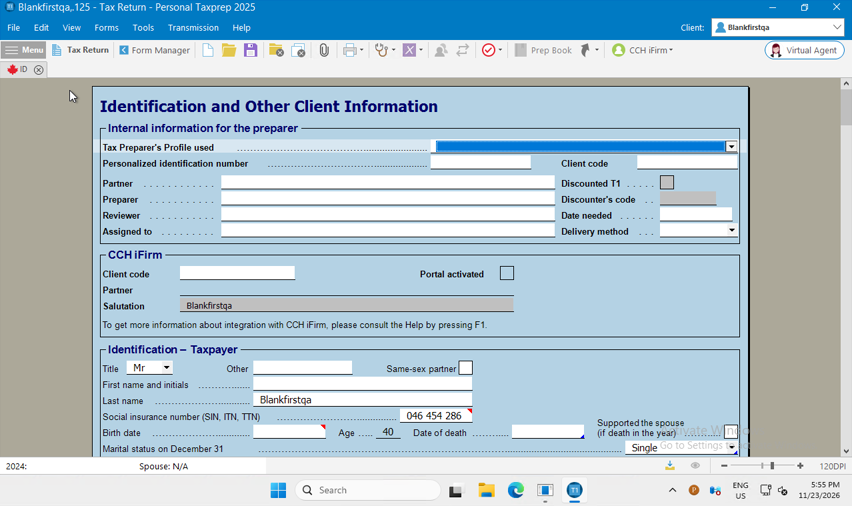 Blankfirstqa,.125 - Tax Return - Personal Taxprep 2025
File Edit View Forms Tools Transmission Help Client: Blankfirstqa
Menu Tax Return Form Manager Prep Book CCH iFirm Virtual Agent
ID
Identification and Other Client Information
Internal information for the preparer
Tax Preparer's Profile used
Personalized identification number Client code
Partner Discounted T1
Preparer Discounter's code
Reviewer Date needed
Assigned to Delivery method
CCH iFirm
Client code Portal activated
Partner
Salutation Blankfirstqa
To get more information about integration with CCH iFirm, please consult the Help by pressing F1.
Identification – Taxpayer
Title Mr Other Same-sex partner
First name and initials
Last name Blankfirstqa
Social insurance number (SIN, ITN, TTN) 046 454 286
Birth date Age 40 Date of death Supported the spouse (if death in the year)
Marital status on December 31 Single
Go to Settings to
2024: Spouse: N/A 120DPI
Search ENG US 5:55 PM 11/23/2026